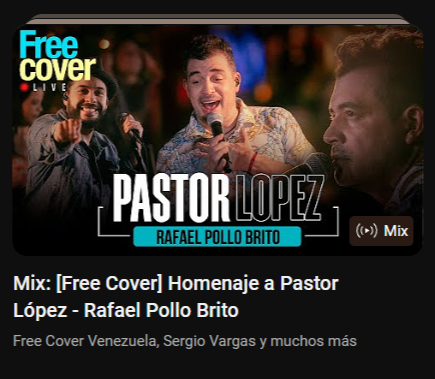 Free
cover
LIVE
PASTOR LOPEZ
RAFAEL POLLO BRITO
Mix
Mix: [Free Cover] Homenaje a Pastor
López - Rafael Pollo Brito
Free Cover Venezuela, Sergio Vargas y muchos más